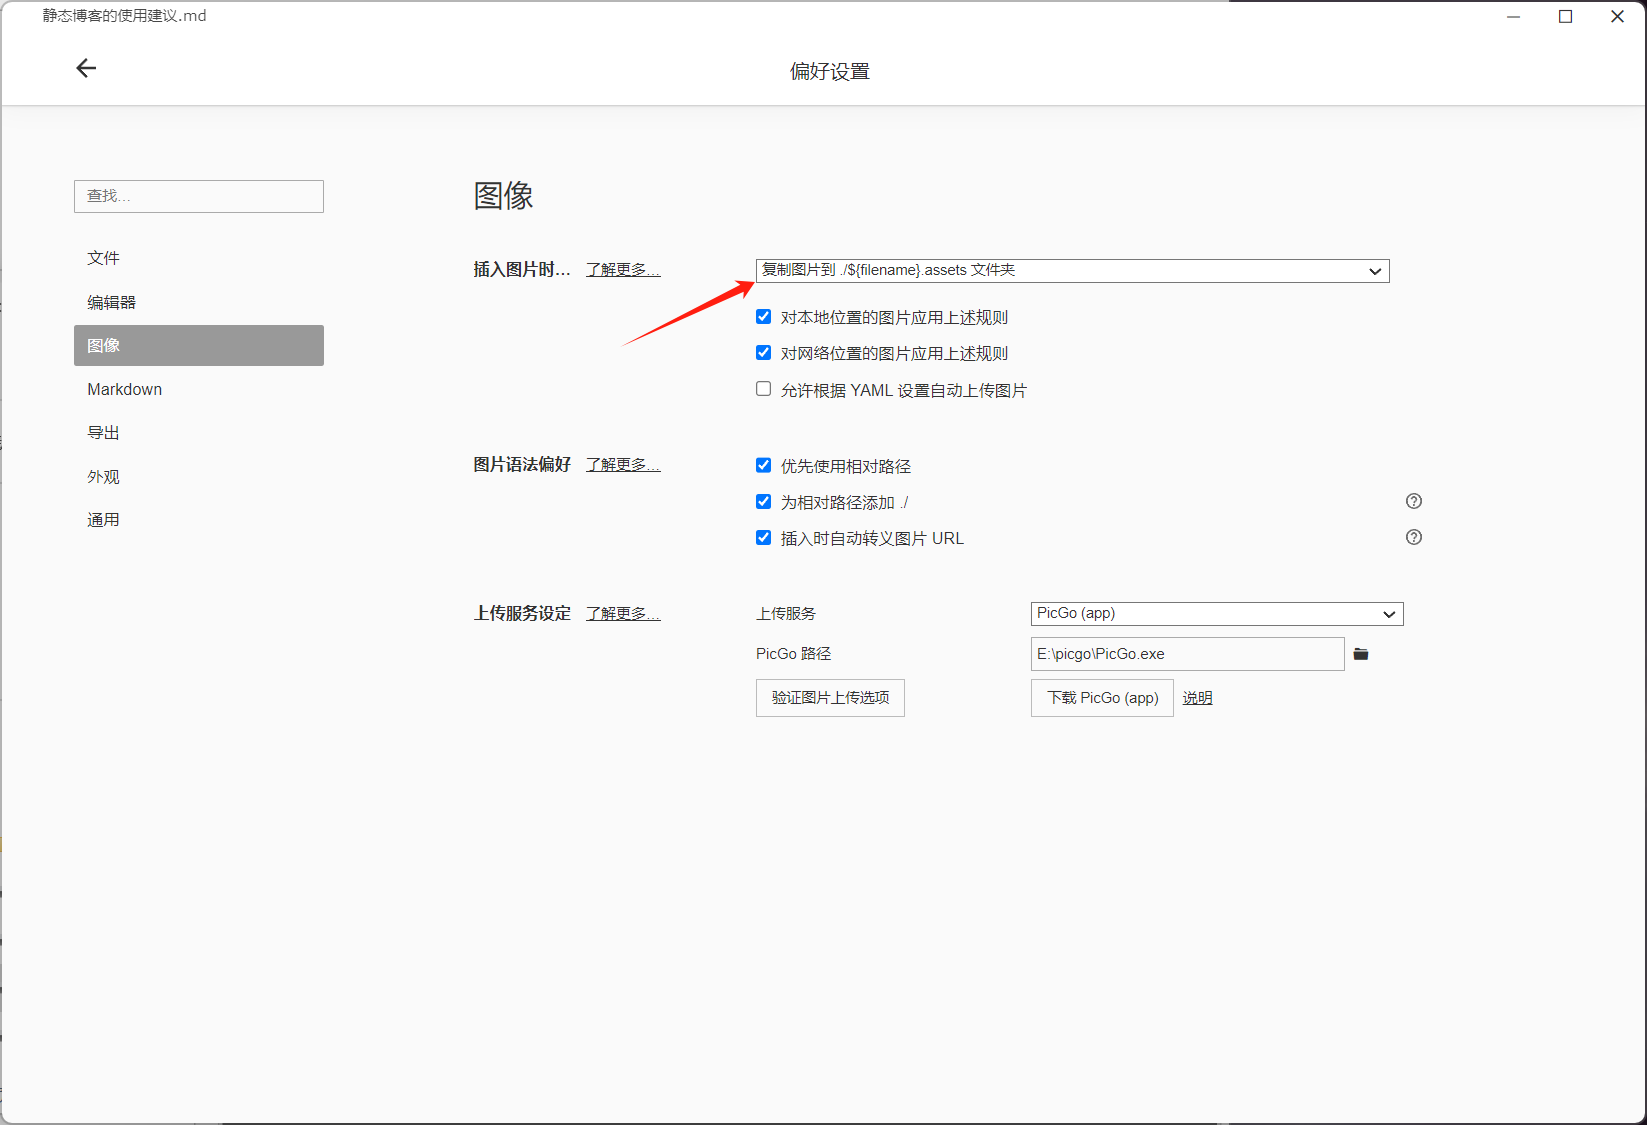 静态博客的使用建议.md
偏好设置
查找...
文件
编辑器
图像
Markdown
导出
外观
通用
图像
插入图片时... 了解更多...
复制图片到 ./${filename}.assets 文件夹
对本地位置的图片应用上述规则
对网络位置的图片应用上述规则
允许根据 YAML 设置自动上传图片
图片语法偏好 了解更多...
优先使用相对路径
为相对路径添加 ./
插入时自动转义图片 URL
上传服务设定 了解更多...
上传服务 PicGo (app)
PicGo 路径 E:\picgo\PicGo.exe
验证图片上传选项 下载 PicGo (app) 说明